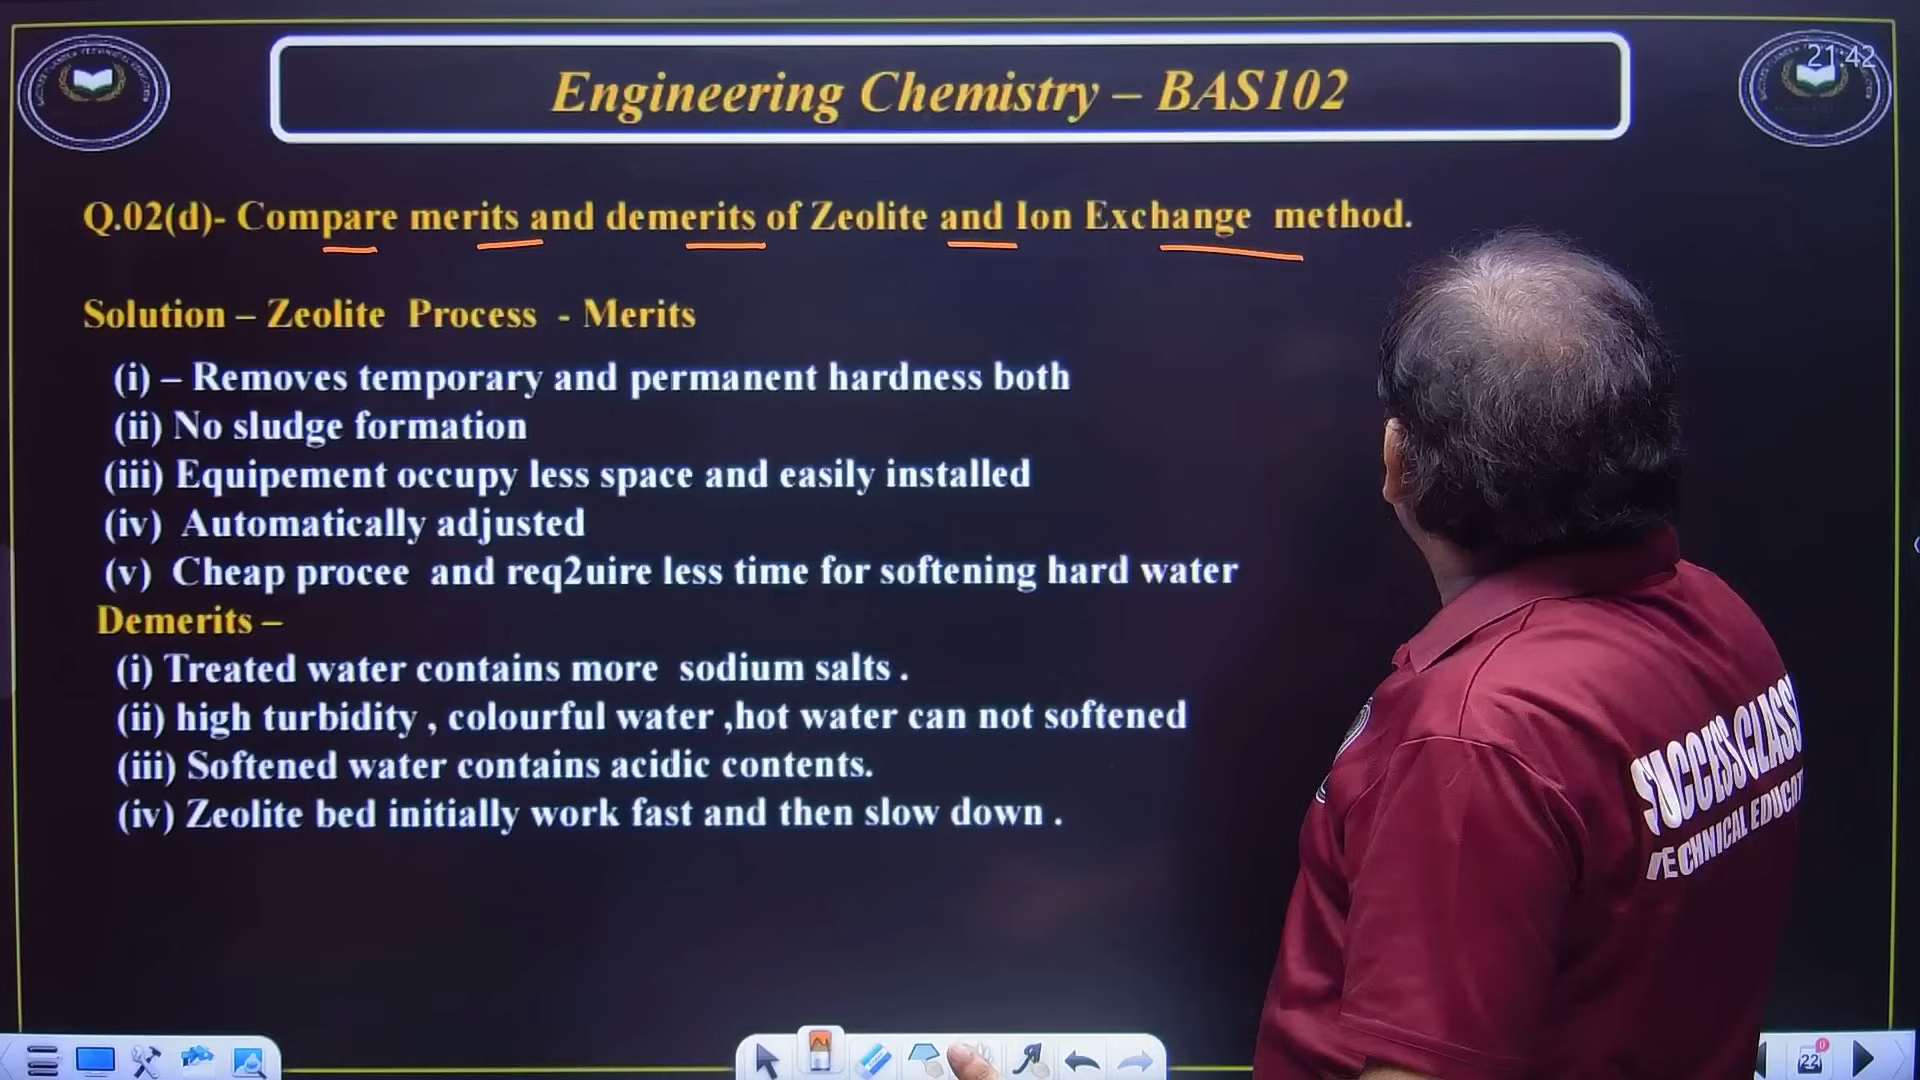 Engineering Chemistry – BAS102
21:42
Q.02(d)- Compare merits and demerits of Zeolite and Ion Exchange method.
Solution – Zeolite Process - Merits
(i) – Removes temporary and permanent hardness both
(ii) No sludge formation
(iii) Equipement occupy less space and easily installed
(iv) Automatically adjusted
(v) Cheap procee and req2uire less time for softening hard water
Demerits –
(i) Treated water contains more sodium salts .
(ii) high turbidity , colourful water ,hot water can not softened
(iii) Softened water contains acidic contents.
(iv) Zeolite bed initially work fast and then slow down .
SUCCESS CLASS
TECHNICAL EDUCAT
22
0